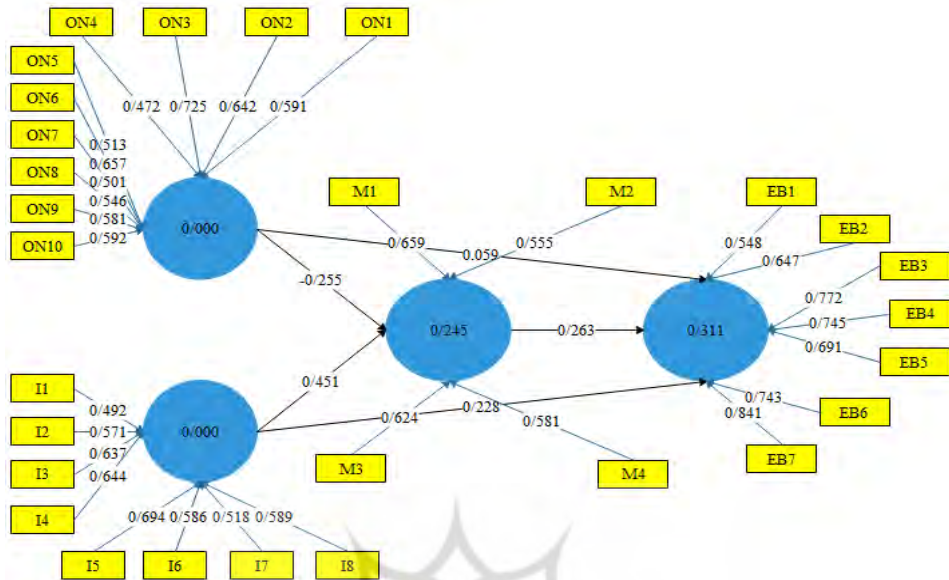 ON4 ON3 ON2 ON1
ON5
ON6
ON7
ON8
ON9
ON10
0/472 0/725 0/642 0/591
0/513
0/657
0/501
0/546
0/581
0/592
0/000
M1 M2 EB1
EB2
EB3
EB4
EB5
EB6
EB7
0/659 0/555 0.059 0/548
0/647
0/772
0/745
0/691
0/743
0/841
-0/255
0/245 0/263 0/311
0/451
0/228
0/624 0/581
M3 M4
I1
I2
I3
I4
0/492
0/571
0/637
0/644
0/000
0/694 0/586 0/518 0/589
I5 I6 I7 I8